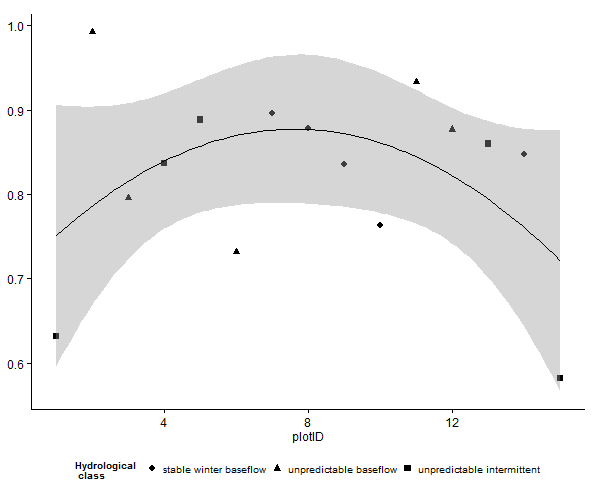 1.0
0.9
0.8
0.7
0.6
4 8 12
plotID
Hydrological
class
stable winter baseflow unpredictable baseflow unpredictable intermittent